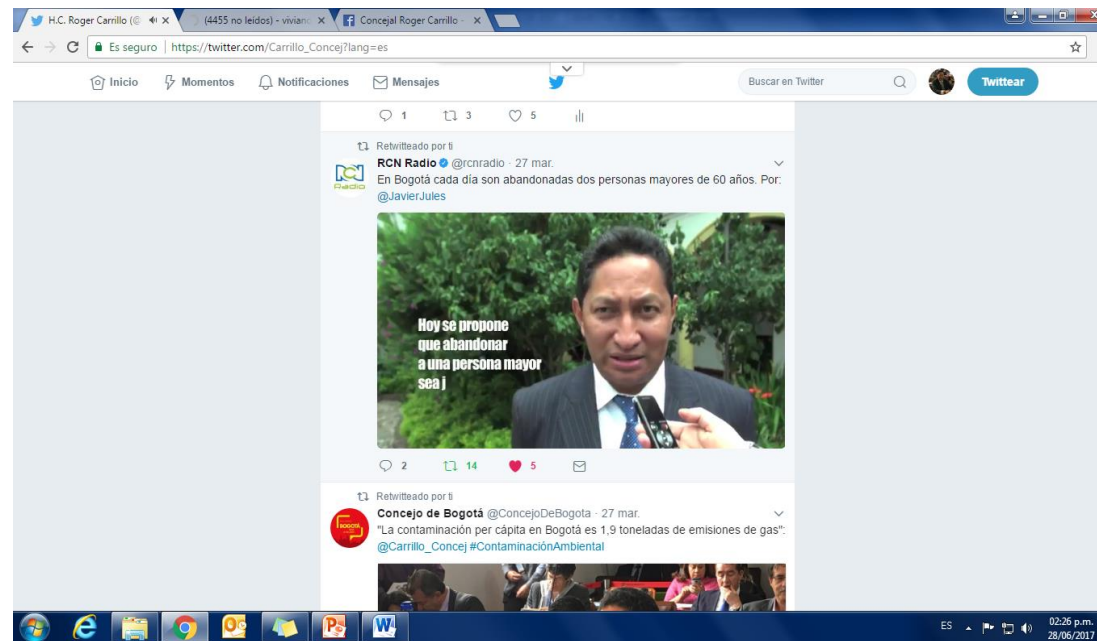 H.C. Roger Carrillo (@
(4455 no leidos) - viviano
Concejal Roger Carrillo -
Es seguro
https://twitter.com/Carrillo_Concej?lang=es
Inicio
Momentos
Notificaciones
Mensajes
Buscar en Twitter
Twittear
1 3 5
Retwitteado por ti
RCN Radio @rcnradio · 27 mar.
En Bogotá cada día son abandonadas dos personas mayores de 60 años. Por:
@JavierJules
RCN
Radio
Hoy se propone
que abandonar
a una persona mayor
sea j
2 14 5
Retwitteado por ti
Concejo de Bogotá @ConcejoDeBogota · 27 mar.
"La contaminación per cápita en Bogotá es 1,9 toneladas de emisiones de gas":
@Carrillo_Concej #ContaminaciónAmbiental
ES
02:26 p.m.
28/06/2017